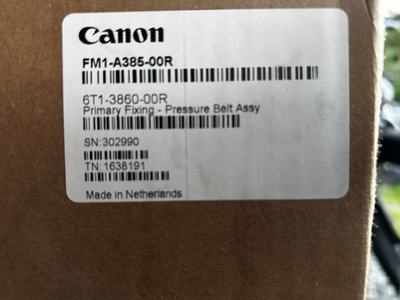 Canon
FM1-A385-00R
6T1-3860-00R
Primary Fixing - Pressure Belt Assy
SN:302990
TN:1638191
Made in Netherlands